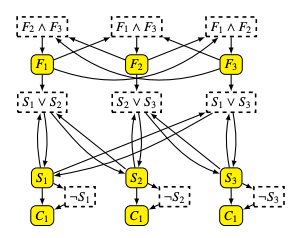 F₂ ∧ F₃ F₁ ∧ F₃ F₁ ∧ F₂
F₁ F₂ F₃
S₁ ∨ S₂ S₂ ∨ S₃ S₁ ∨ S₃
S₁ S₂ S₃
¬S₁ ¬S₂ ¬S₃
C₁ C₁ C₁